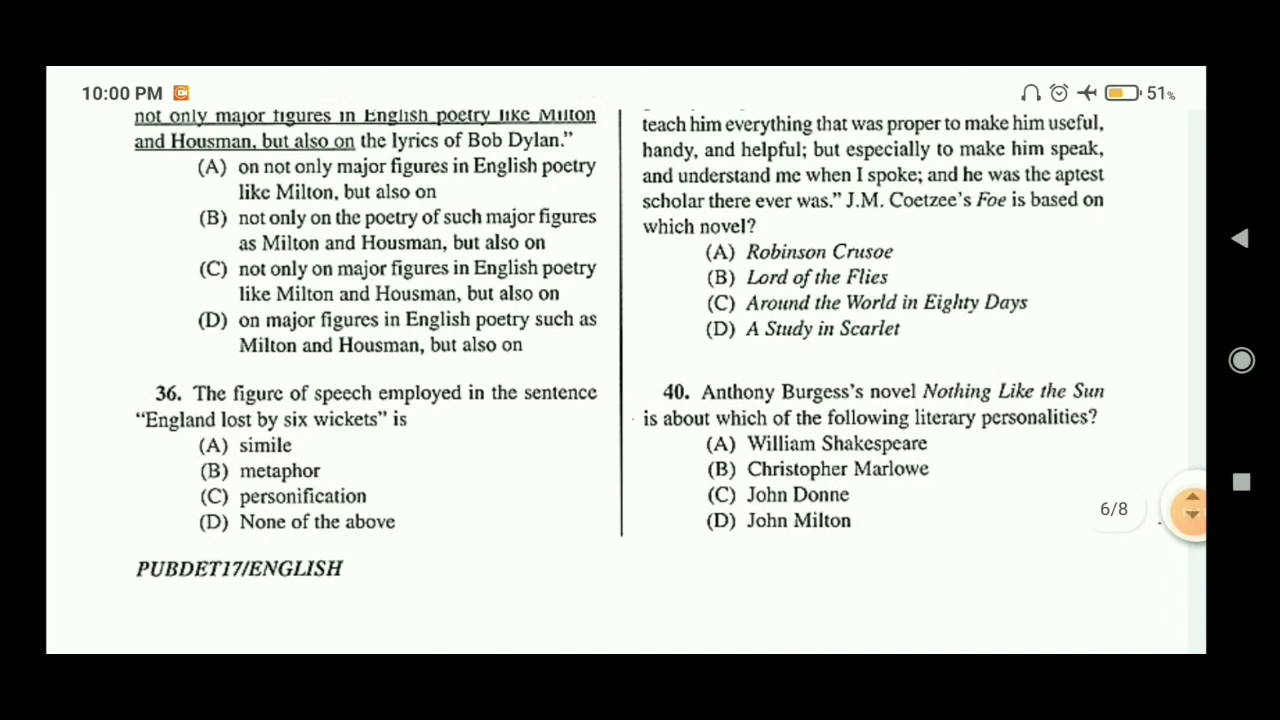 10:00 PM
51%
not only major figures in English poetry like Milton
and Housman, but also on the lyrics of Bob Dylan.”
(A) on not only major figures in English poetry
like Milton, but also on
(B) not only on the poetry of such major figures
as Milton and Housman, but also on
(C) not only on major figures in English poetry
like Milton and Housman, but also on
(D) on major figures in English poetry such as
Milton and Housman, but also on
36. The figure of speech employed in the sentence
“England lost by six wickets” is
(A) simile
(B) metaphor
(C) personification
(D) None of the above
PUBDET17/ENGLISH
teach him everything that was proper to make him useful,
handy, and helpful; but especially to make him speak,
and understand me when I spoke; and he was the aptest
scholar there ever was.” J.M. Coetzee’s Foe is based on
which novel?
(A) Robinson Crusoe
(B) Lord of the Flies
(C) Around the World in Eighty Days
(D) A Study in Scarlet
40. Anthony Burgess’s novel Nothing Like the Sun
is about which of the following literary personalities?
(A) William Shakespeare
(B) Christopher Marlowe
(C) John Donne
(D) John Milton
6/8